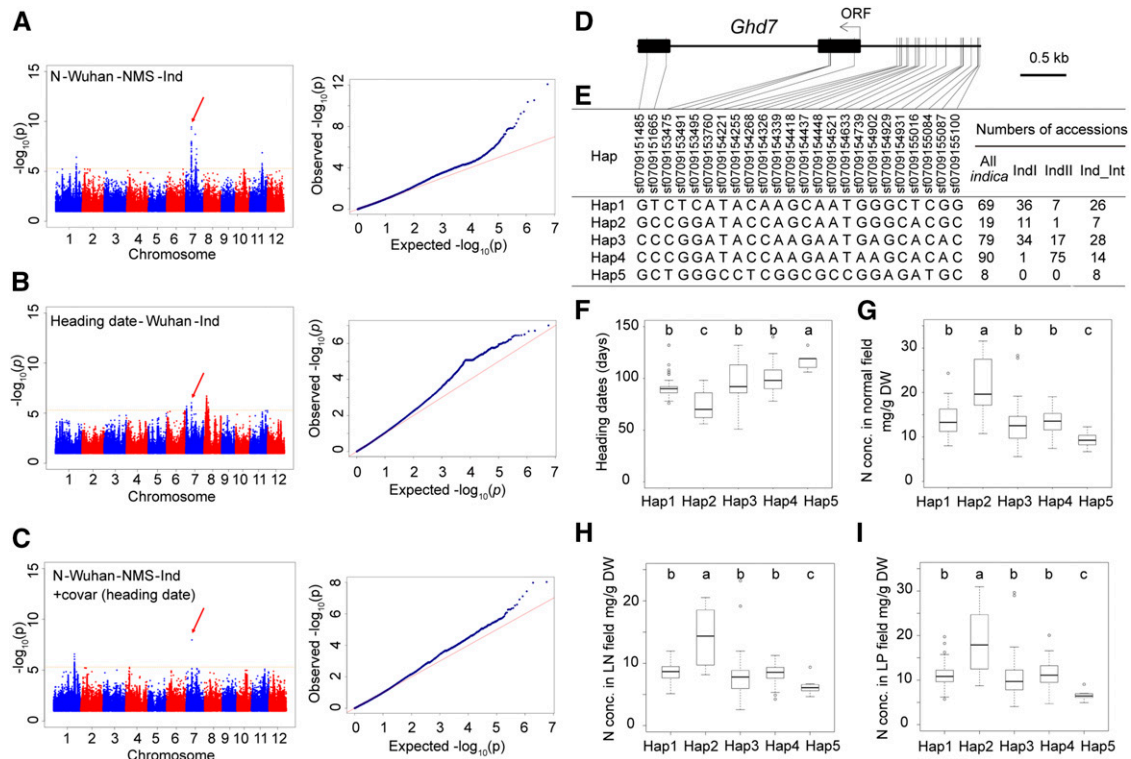 A
N-Wuhan-NMS-Ind
15
10
5
0
-log10(p)
1 2 3 4 5 6 7 8 9 10 11 12
Chromosome
12
8
4
0
Observed -log10(p)
0 1 2 3 4 5 6 7
Expected -log10(p)
B
Heading date-Wuhan-Ind
15
10
5
0
-log10(p)
1 2 3 4 5 6 7 8 9 10 11 12
Chromosome
6
4
2
0
Observed -log10(p)
0 1 2 3 4 5 6 7
Expected -log10(p)
C
N-Wuhan-NMS-Ind
+covar (heading date)
15
10
5
0
-log10(p)
1 2 3 4 5 6 7 8 9 10 11 12
Chromosome
8
6
4
2
0
Observed -log10(p)
0 1 2 3 4 5 6 7
Expected -log10(p)
D
Ghd7
ORF
0.5 kb
E
Hap
sf0709151485
sf0709151665
sf0709153475
sf0709153491
sf0709153495
sf0709153760
sf0709154221
sf0709154255
sf0709154268
sf0709154326
sf0709154339
sf0709154418
sf0709154437
sf0709154448
sf0709154521
sf0709154633
sf0709154739
sf0709154902
sf0709154929
sf0709154931
sf0709155016
sf0709155084
sf0709155087
sf0709155100
Numbers of accessions
All indica IndI IndII Ind_Int
Hap1 G T C T C A T A C A A G C A A T G G G C T C G G 69 36 7 26
Hap2 G C C G G A T A C C A A G C A A T G G G C A C G G 19 11 1 7
Hap3 C C C G G A T A C C A A G A A T G A G C A C A C 79 34 17 28
Hap4 C C C G G A T A C C A A G A A T A A G C A C A C 90 1 75 14
Hap5 G C T G G G C C T C G G C G C C G G A G A T G C 8 0 0 8
F
150
100
50
0
Heading dates (days)
b c b b a
Hap1 Hap2 Hap3 Hap4 Hap5
G
30
20
10
0
N conc. in normal field
mg/g DW
b a b b c
Hap1 Hap2 Hap3 Hap4 Hap5
H
20
10
0
N conc. in LN field mg/g DW
b a b b c
Hap1 Hap2 Hap3 Hap4 Hap5
I
30
20
10
0
N conc. in LP field mg/g DW
b a b b c
Hap1 Hap2 Hap3 Hap4 Hap5